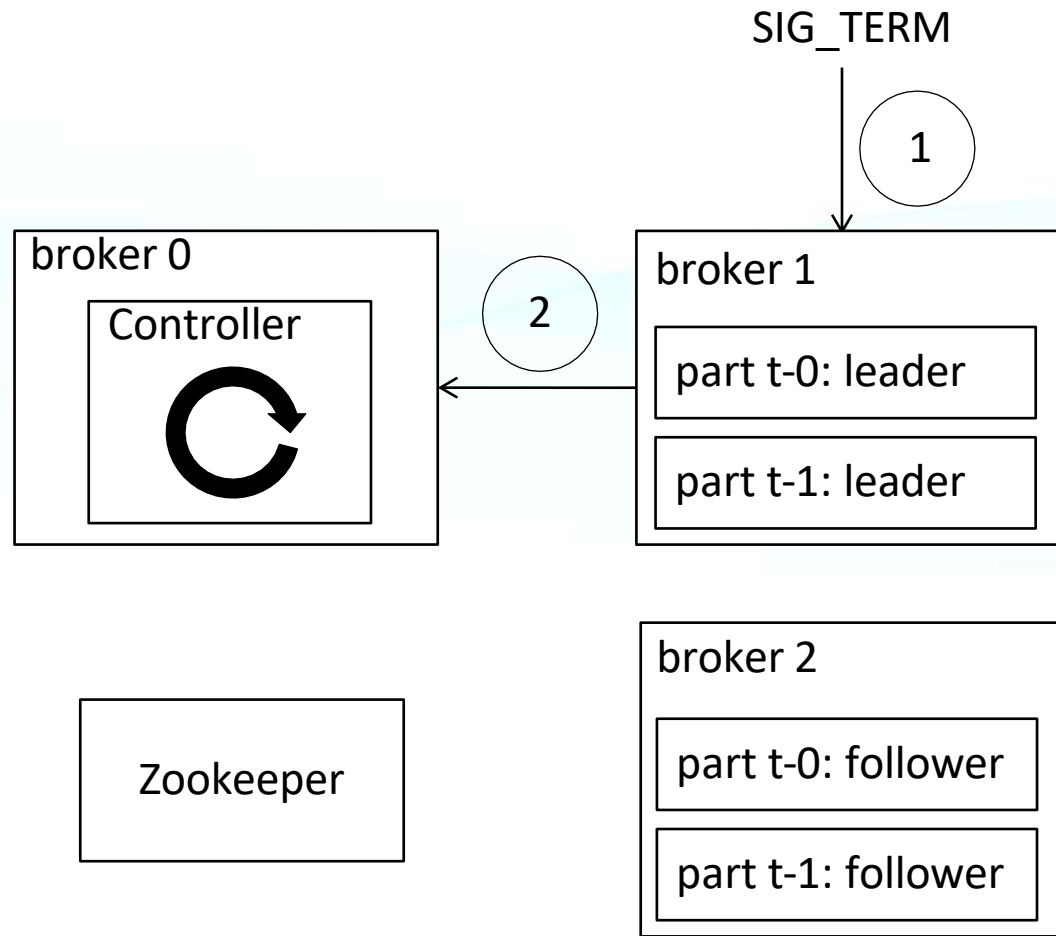 SIG_TERM
1
broker 0
Controller
2
broker 1
part t-0: leader
part t-1: leader
Zookeeper
broker 2
part t-0: follower
part t-1: follower